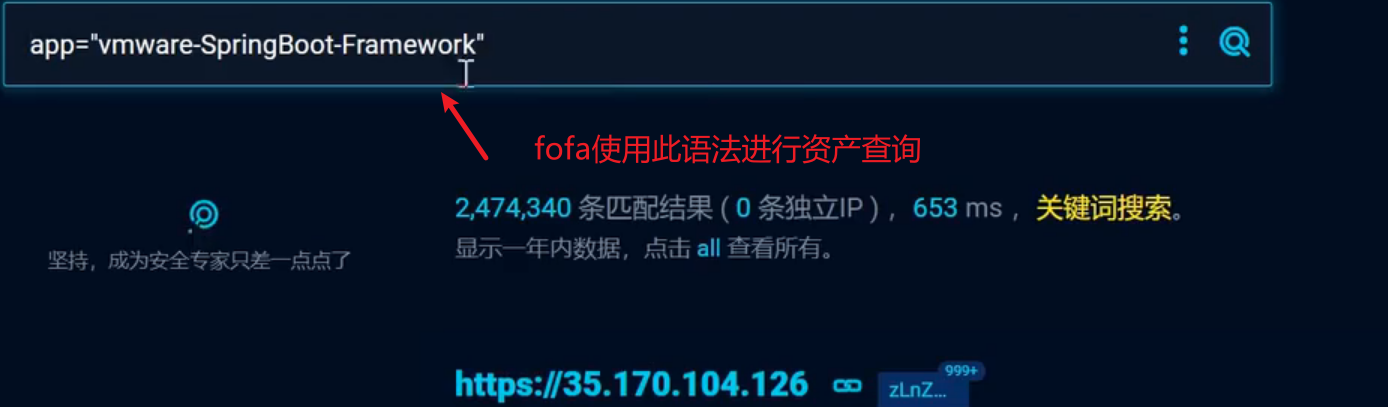 app="vmware-SpringBoot-Framework"
fofa使用此语法进行资产查询
2,474,340 条匹配结果 ( 0 条独立IP ) ，653 ms ，关键词搜索。
显示一年内数据，点击 all 查看所有。
坚持，成为安全专家只差一点点了
https://35.170.104.126
999+
zLnZ...